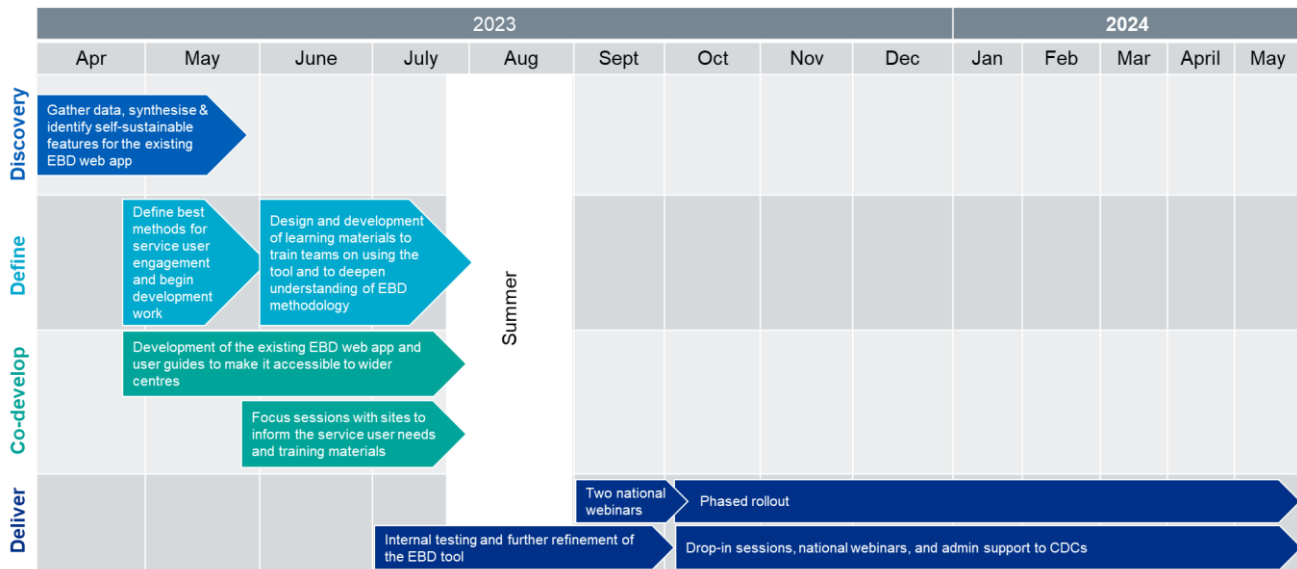 2023
2024
Apr
May
June
July
Aug
Sept
Oct
Nov
Dec
Jan
Feb
Mar
April
May
Discovery
Gather data, synthesise &
identify self-sustainable
features for the existing
EBD web app
Define
Define best
methods for
service user
engagement
and begin
development
work
Design and development
of learning materials to
train teams on using the
tool and to deepen
understanding of EBD
methodology
Summer
Co-develop
Development of the existing EBD web app and
user guides to make it accessible to wider
centres
Focus sessions with sites to
inform the service user needs
and training materials
Deliver
Two national
webinars
Phased rollout
Internal testing and further refinement of
the EBD tool
Drop-in sessions, national webinars, and admin support to CDCs